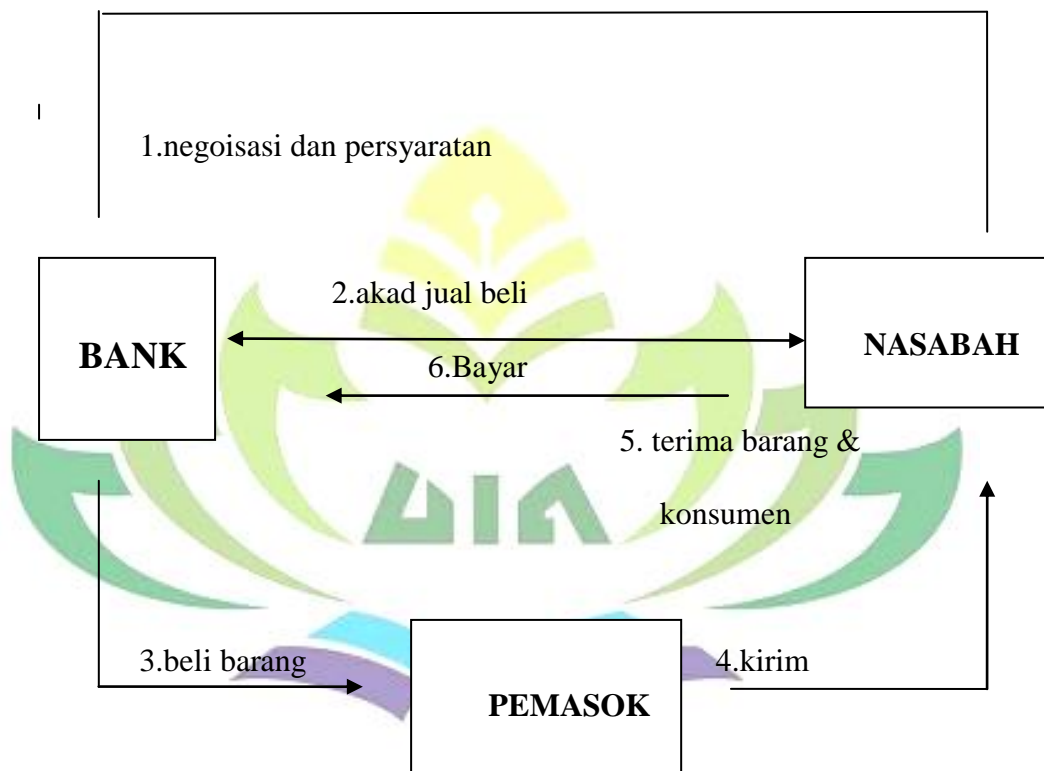 1.negoisasi dan persyaratan
2.akad jual beli
BANK
NASABAH
6.Bayar
5. terima barang &
konsumen
UIN
3.beli barang
4.kirim
PEMASOK